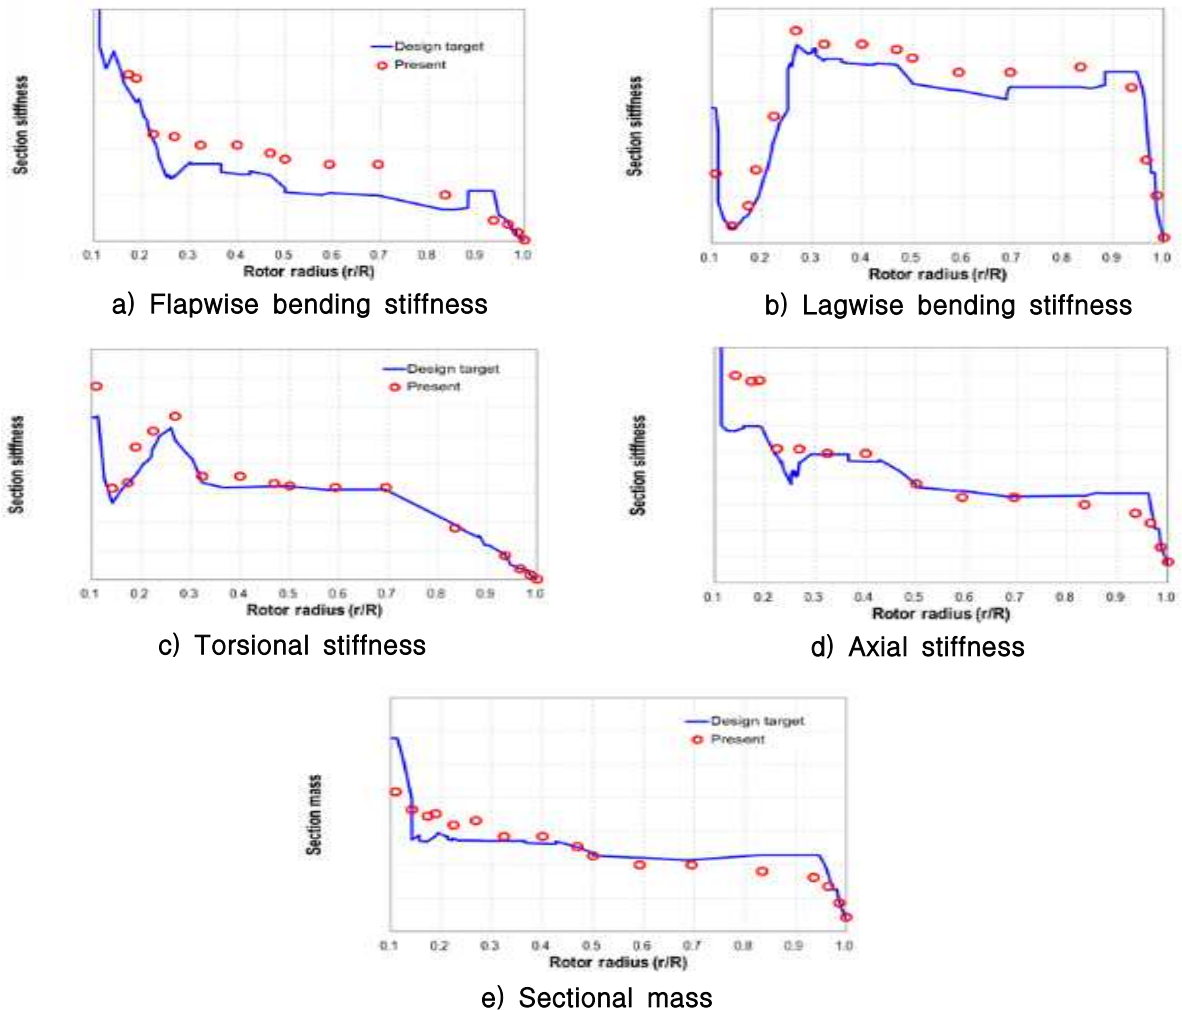 Section sitffness
Design target
Present
0.1 0.2 0.3 0.4 0.5 0.6 0.7 0.8 0.9 1.0
Rotor radius (r/R)
a) Flapwise bending stiffness
Section sitffness
0.1 0.2 0.3 0.4 0.5 0.6 0.7 0.8 0.9 1.0
Rotor radius (r/R)
b) Lagwise bending stiffness
Section sitffness
Design target
Present
0.1 0.2 0.3 0.4 0.5 0.6 0.7 0.8 0.9 1.0
Rotor radius (r/R)
c) Torsional stiffness
Section sitffness
0.1 0.2 0.3 0.4 0.5 0.6 0.7 0.8 0.9 1.0
Rotor radius (r/R)
d) Axial stiffness
Section mass
Design target
Present
0.1 0.2 0.3 0.4 0.5 0.6 0.7 0.8 0.9 1.0
Rotor radius (r/R)
e) Sectional mass